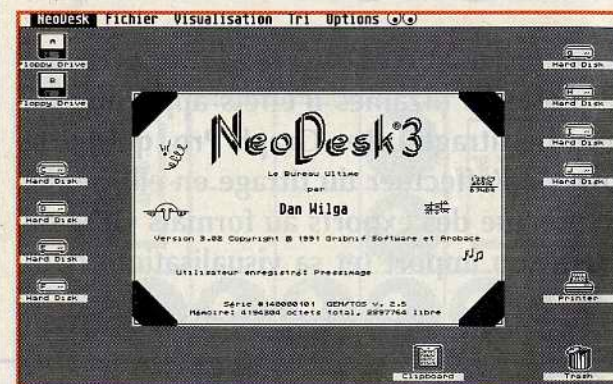 NeoDesk Fichier Visualisation Tri Options
A
Floppy Drive
B
Floppy Drive
Hard Disk
Hard Disk
Hard Disk
Hard Disk
NeoDesk 3
Le Bureau Ultime
par
Dan Wilga
Version 3.02 Copyright © 1991 Gribnif Software et Arobace
Utilisateur enregistré: Pressimage
Série #140000101 GEM/TOS v. 2.5
Mémoire: 4194304 octets total, 2897764 libre
Hard Disk
Hard Disk
Hard Disk
Hard Disk
Printer
Clipboard
Trash